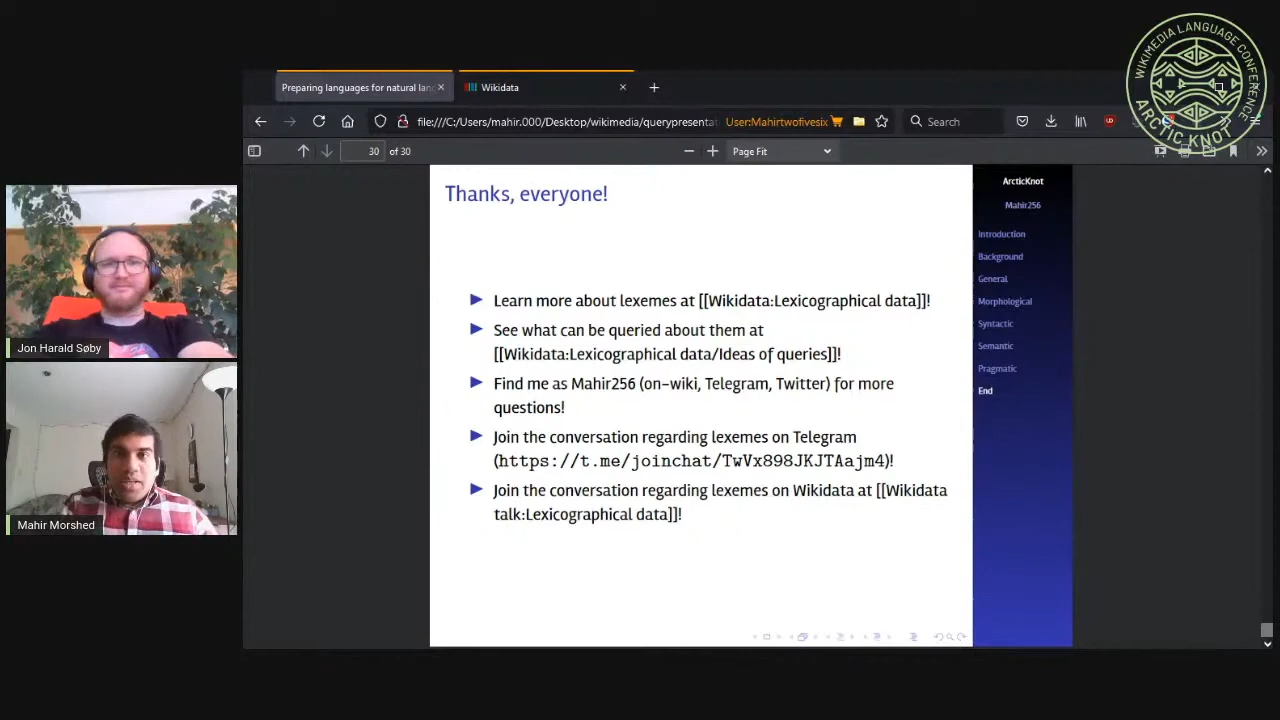 WIKIMEDIA LANGUAGE CONFERENCE
ARCTIC KNOT
Preparing languages for natural lang
Wikidata
file:///C:/Users/mahir.000/Desktop/wikimedia/querypresentat
User:Mahirtwofivesix
Search
30 of 30
Page Fit
Thanks, everyone!
Learn more about lexemes at [[Wikidata:Lexicographical data]]!
See what can be queried about them at
[[Wikidata:Lexicographical data/Ideas of queries]]!
Find me as Mahir256 (on-wiki, Telegram, Twitter) for more
questions!
Join the conversation regarding lexemes on Telegram
(https://t.me/joinchat/TwVx898JKJTAajm4)!
Join the conversation regarding lexemes on Wikidata at [[Wikidata
talk:Lexicographical data]]!
ArcticKnot
Mahir256
Introduction
Background
General
Morphological
Syntactic
Semantic
Pragmatic
End
Jon Harald Søby
Mahir Morshed